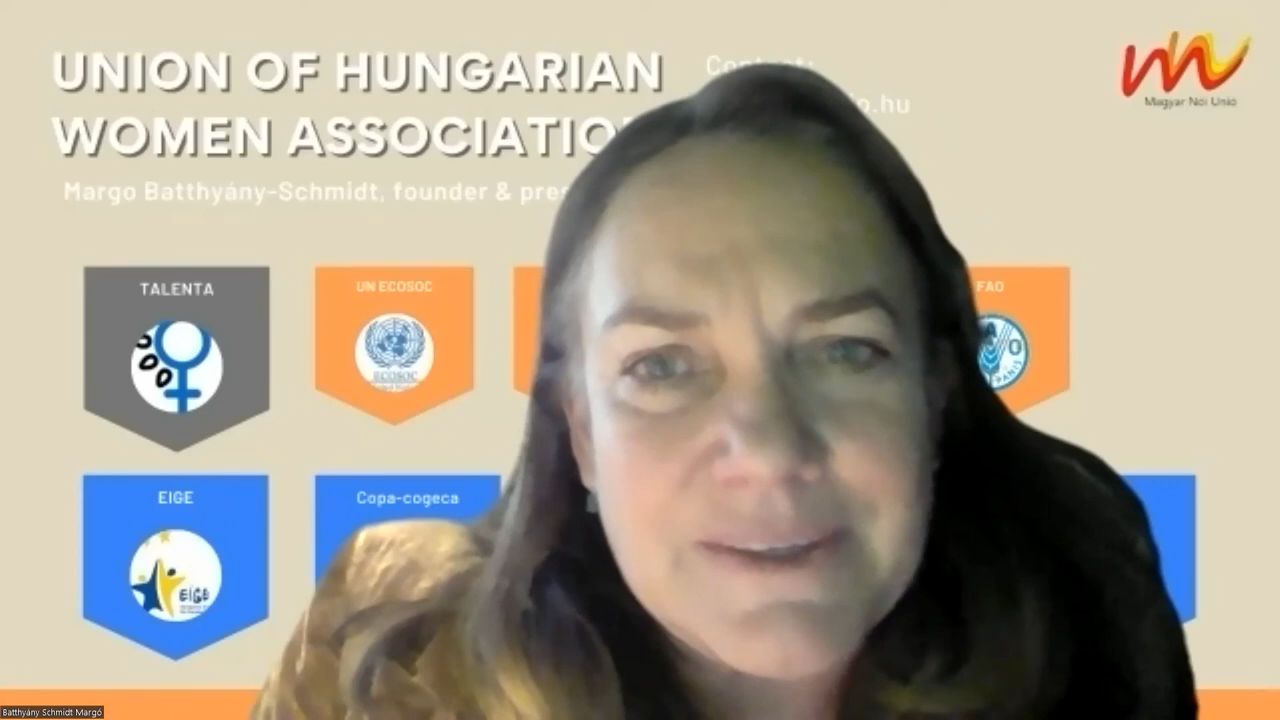 UNION OF HUNGARIAN
WOMEN ASSOCIATIO
Margo Batthyány-Schmidt, founder & pres
.hu
Magyar Női Unió
TALENTA
UN ECOSOC
ECOSOC
FAO
EIGE
EIGE
Copa-cogeca
Batthyány Schmidt Margó